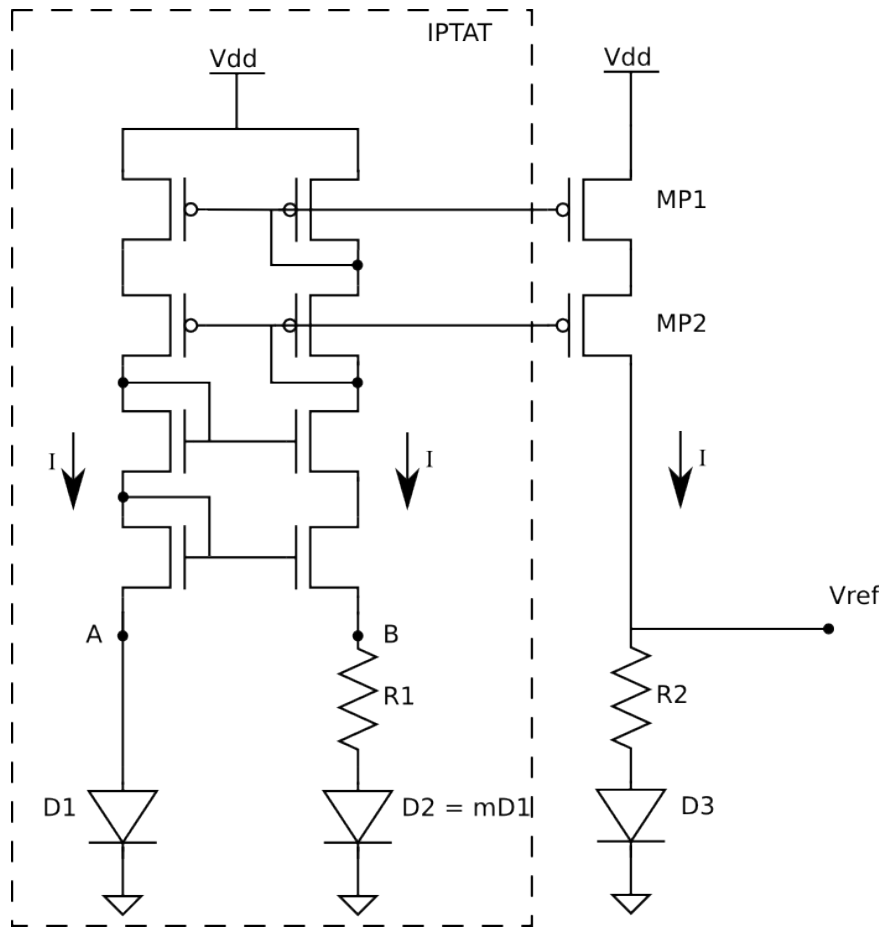 IPTAT
Vdd
Vdd
MP1
MP2
I
I
I
Vref
A
B
R1
R2
D1
D2 = mD1
D3